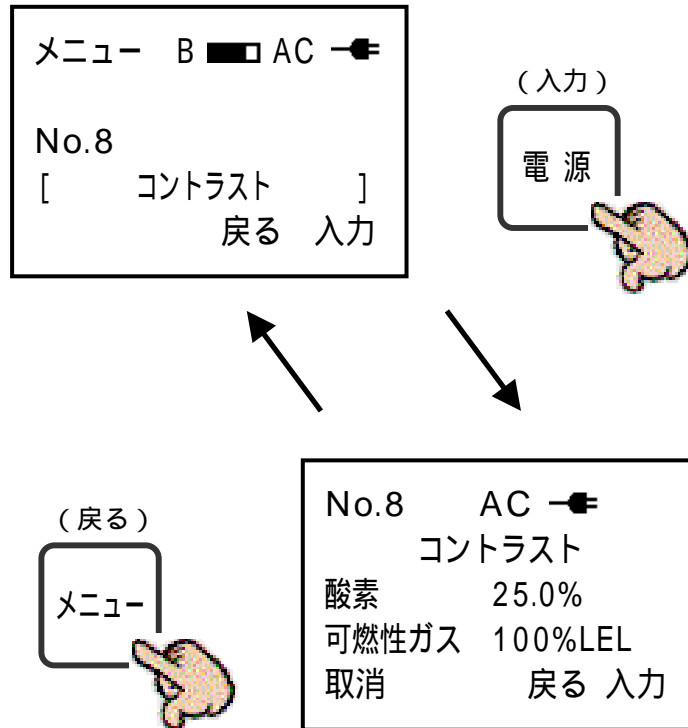 メニュー B AC
No.8
[ コントラスト ]
戻る 入力
(入力)
電 源
(戻る)
メニュー
No.8 AC
コントラスト
酸素 25.0%
可燃性ガス 100%LEL
取消 戻る 入力